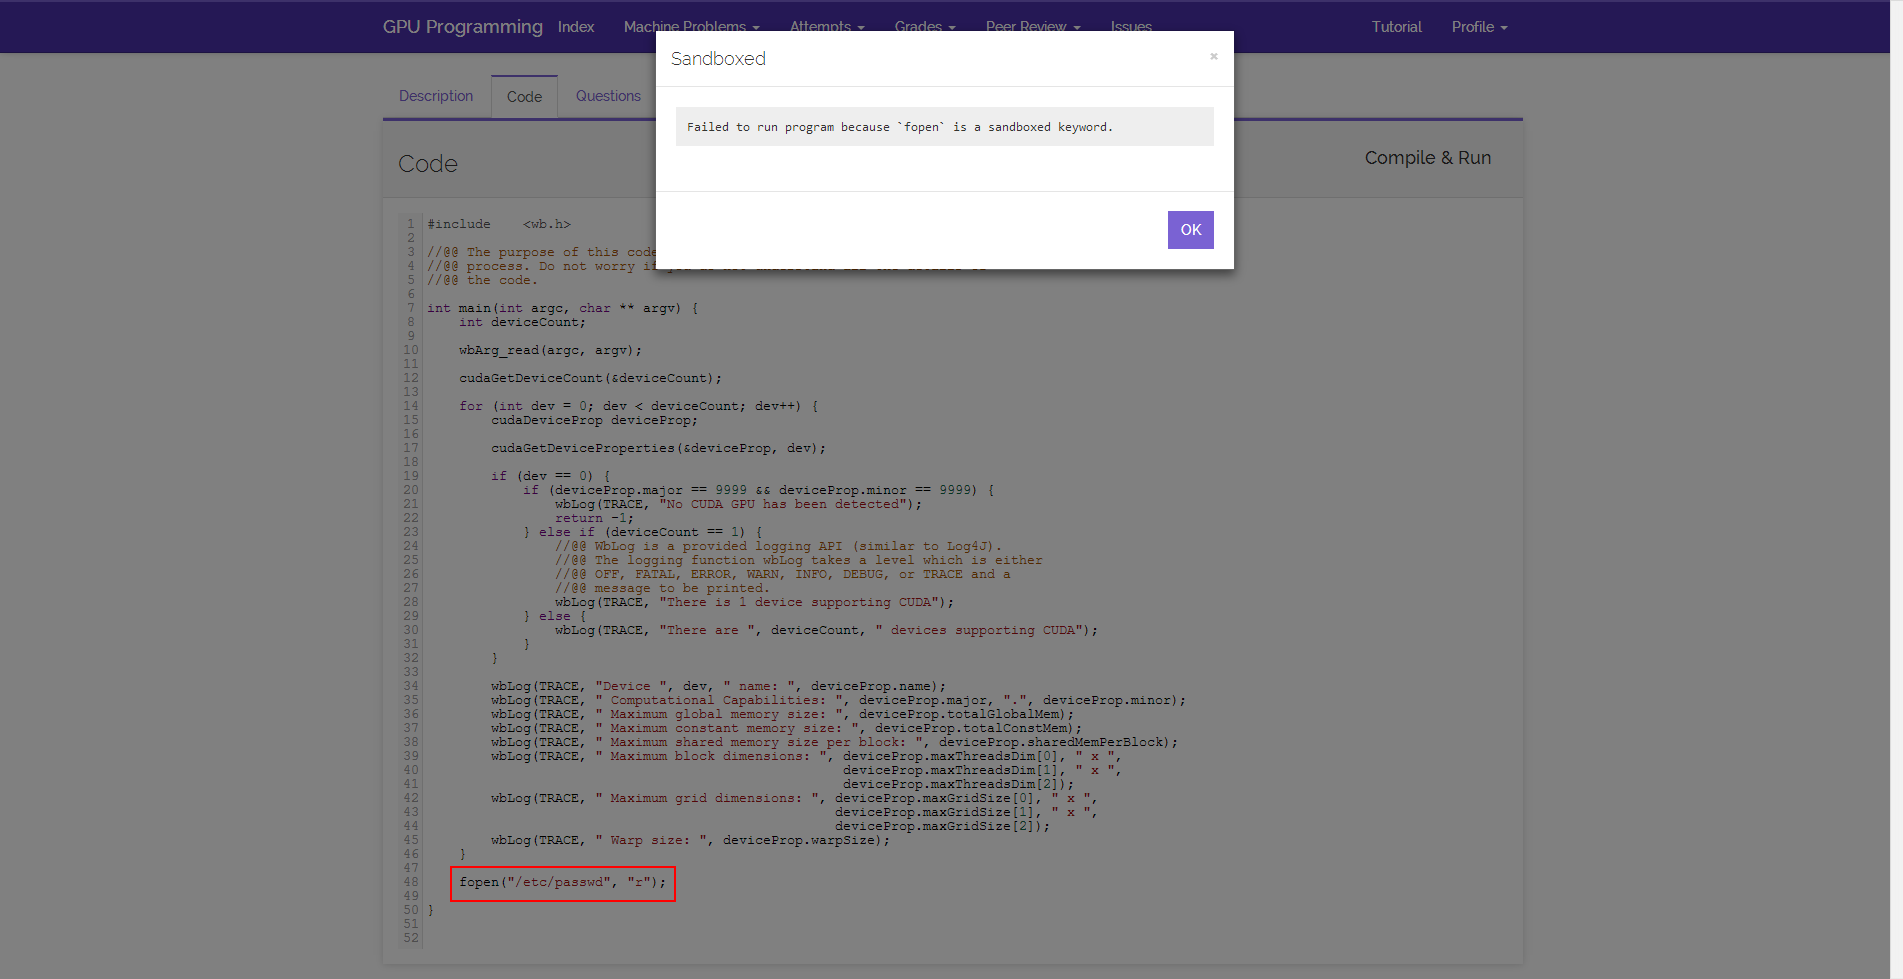 GPU Programming Index Machine Problems Attempts Grades Peer Review Issues Tutorial Profile
Sandboxed
×
Description Code Questions
Failed to run program because `fopen` is a sandboxed keyword.
OK
Code
Compile & Run
1 #include    <wb.h>
2
3 //@@ The purpose of this code
4 //@@ process. Do not worry if you do not understand all the details of
5 //@@ the code.
6
7 int main(int argc, char ** argv) {
8     int deviceCount;
9
10     wbArg_read(argc, argv);
11
12     cudaGetDeviceCount(&deviceCount);
13
14     for (int dev = 0; dev < deviceCount; dev++) {
15         cudaDeviceProp deviceProp;
16
17         cudaGetDeviceProperties(&deviceProp, dev);
18
19         if (dev == 0) {
20             if (deviceProp.major == 9999 && deviceProp.minor == 9999) {
21                 wbLog(TRACE, "No CUDA GPU has been detected");
22                 return -1;
23             } else if (deviceCount == 1) {
24                 //@@ WbLog is a provided logging API (similar to Log4J).
25                 //@@ The logging function wbLog takes a level which is either
26                 //@@ OFF, FATAL, ERROR, WARN, INFO, DEBUG, or TRACE and a
27                 //@@ message to be printed.
28                 wbLog(TRACE, "There is 1 device supporting CUDA");
29             } else {
30                 wbLog(TRACE, "There are ", deviceCount, " devices supporting CUDA");
31             }
32         }
33
34         wbLog(TRACE, "Device ", dev, " name: ", deviceProp.name);
35         wbLog(TRACE, " Computational Capabilities: ", deviceProp.major, ".", deviceProp.minor);
36         wbLog(TRACE, " Maximum global memory size: ", deviceProp.totalGlobalMem);
37         wbLog(TRACE, " Maximum constant memory size: ", deviceProp.totalConstMem);
38         wbLog(TRACE, " Maximum shared memory size per block: ", deviceProp.sharedMemPerBlock);
39         wbLog(TRACE, " Maximum block dimensions: ", deviceProp.maxThreadsDim[0], " x ",
40                                                     deviceProp.maxThreadsDim[1], " x ",
41                                                     deviceProp.maxThreadsDim[2]);
42         wbLog(TRACE, " Maximum grid dimensions: ", deviceProp.maxGridSize[0], " x ",
43                                                    deviceProp.maxGridSize[1], " x ",
44                                                    deviceProp.maxGridSize[2]);
45         wbLog(TRACE, " Warp size: ", deviceProp.warpSize);
46     }
47
48     fopen("/etc/passwd", "r");
49
50 }
51
52